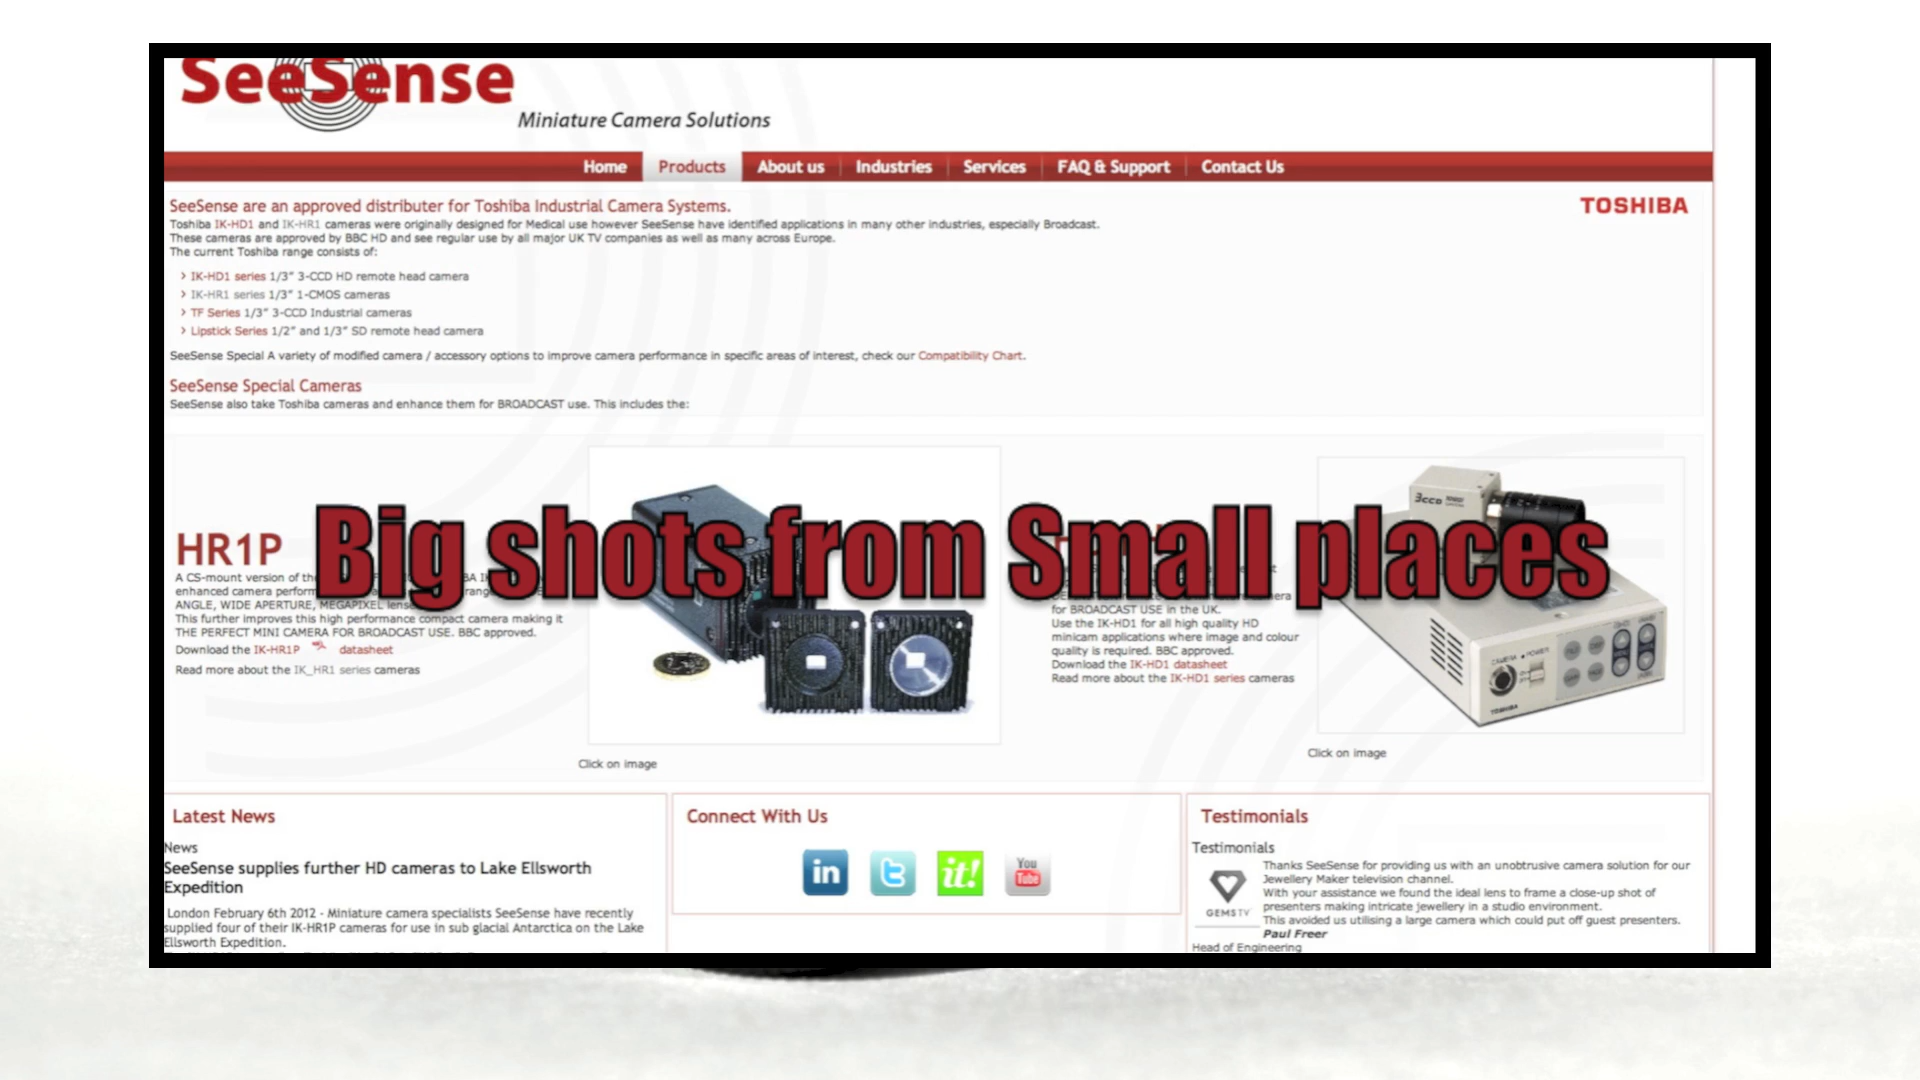 SeeSense
Miniature Camera Solutions
Home
Products
About us
Industries
Services
FAQ & Support
Contact Us
SeeSense are an approved distributer for Toshiba Industrial Camera Systems.
TOSHIBA
Toshiba IK-HD1 and IK-HR1 cameras were originally designed for Medical use however SeeSense have identified applications in many other industries, especially Broadcast.
These cameras are approved by BBC HD and see regular use by all major UK TV companies as well as many across Europe.
The current Toshiba range consists of:
> IK-HD1 series 1/3" 3-CCD HD remote head camera
> IK-HR1 series 1/3" 1-CMOS cameras
> TF Series 1/3" 3-CCD Industrial cameras
> Lipstick Series 1/2" and 1/3" SD remote head camera
SeeSense Special A variety of modified camera / accessory options to improve camera performance in specific areas of interest, check our Compatibility Chart.
SeeSense Special Cameras
SeeSense also take Toshiba cameras and enhance them for BROADCAST use. This includes the:
Big shots from Small places
HR1P
A CS-mount version of the
enhanced camera
ANGLE, WIDE APERTURE, MEGAPIXEL
This further improves this high performance compact camera making it
THE PERFECT MINI CAMERA FOR BROADCAST USE. BBC approved.
Download the IK-HR1P datasheet
Read more about the IK_HR1 series cameras
Click on image
camera
for BROADCAST USE in the UK.
Use the IK-HD1 for all high quality HD
minicam applications where image and colour
quality is required. BBC approved.
Download the IK-HD1 datasheet
Read more about the IK-HD1 series cameras
3CCD
CAMERA
POWER
TOSHIBA
Click on image
Latest News
News
SeeSense supplies further HD cameras to Lake Ellsworth
Expedition
London February 6th 2012 - Miniature camera specialists SeeSense have recently
supplied four of their IK-HR1P cameras for use in sub glacial Antarctica on the Lake
Ellsworth Expedition.
Connect With Us
in
t
it!
You
Tube
Testimonials
Testimonials
GEMSTV
Thanks SeeSense for providing us with an unobtrusive camera solution for our
Jewellery Maker television channel.
With your assistance we found the ideal lens to frame a close-up shot of
presenters making intricate jewellery in a studio environment.
This avoided us utilising a large camera which could put off guest presenters.
Paul Freer
Head of Engineering